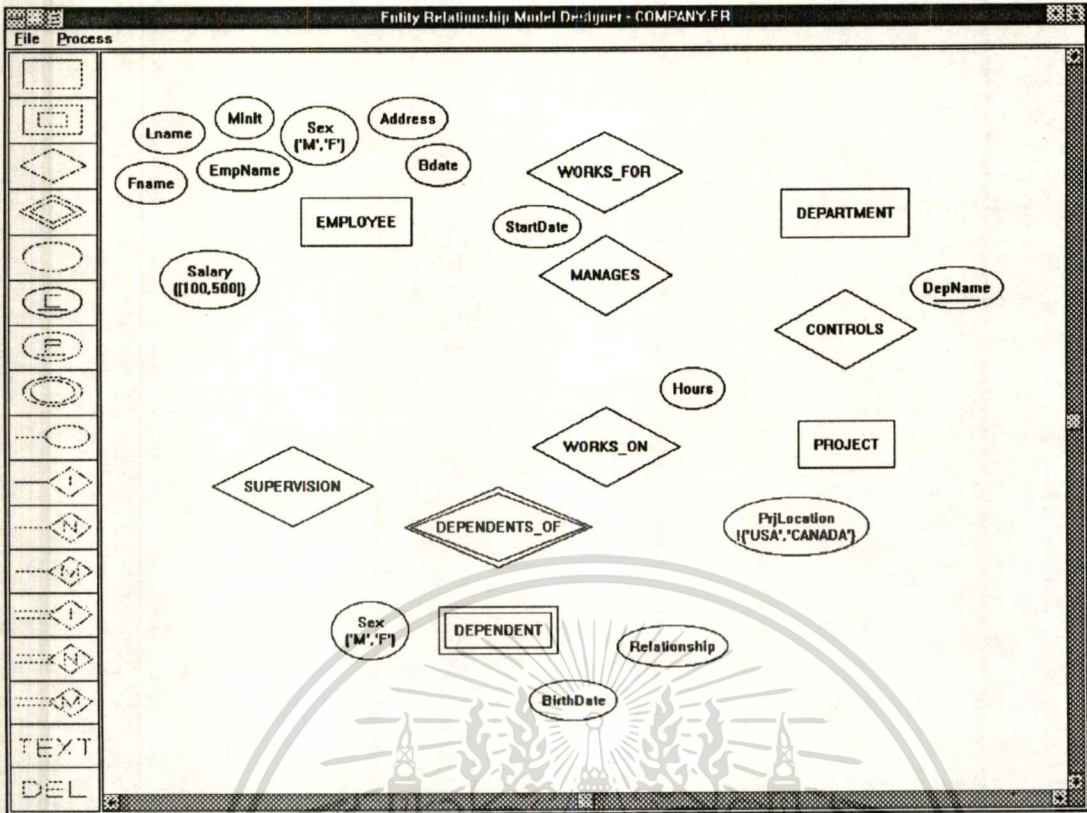 Entity Relationship Model Designer - COMPANY.ER
File Process
Lname
MInit
Sex
('M','F')
Address
Fname
EmpName
Bdate
WORKS_FOR
EMPLOYEE
StartDate
DEPARTMENT
Salary
([100,500])
MANAGES
DepName
CONTROLS
Hours
WORKS_ON
PROJECT
SUPERVISION
DEPENDENTS_OF
PrjLocation
!{'USA','CANADA'}
Sex
('M','F')
DEPENDENT
Relationship
BirthDate
E
P
1
N
M
1
N
M
TEXT
DEL